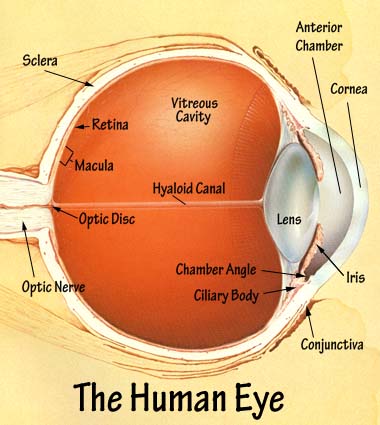 Anterior
Chamber
Sclera
Cornea
Vitreous
Cavity
Retina
Macula
Hyaloid Canal
Optic Disc
Lens
Chamber Angle
Iris
Optic Nerve
Ciliary Body
Conjunctiva
The Human Eye